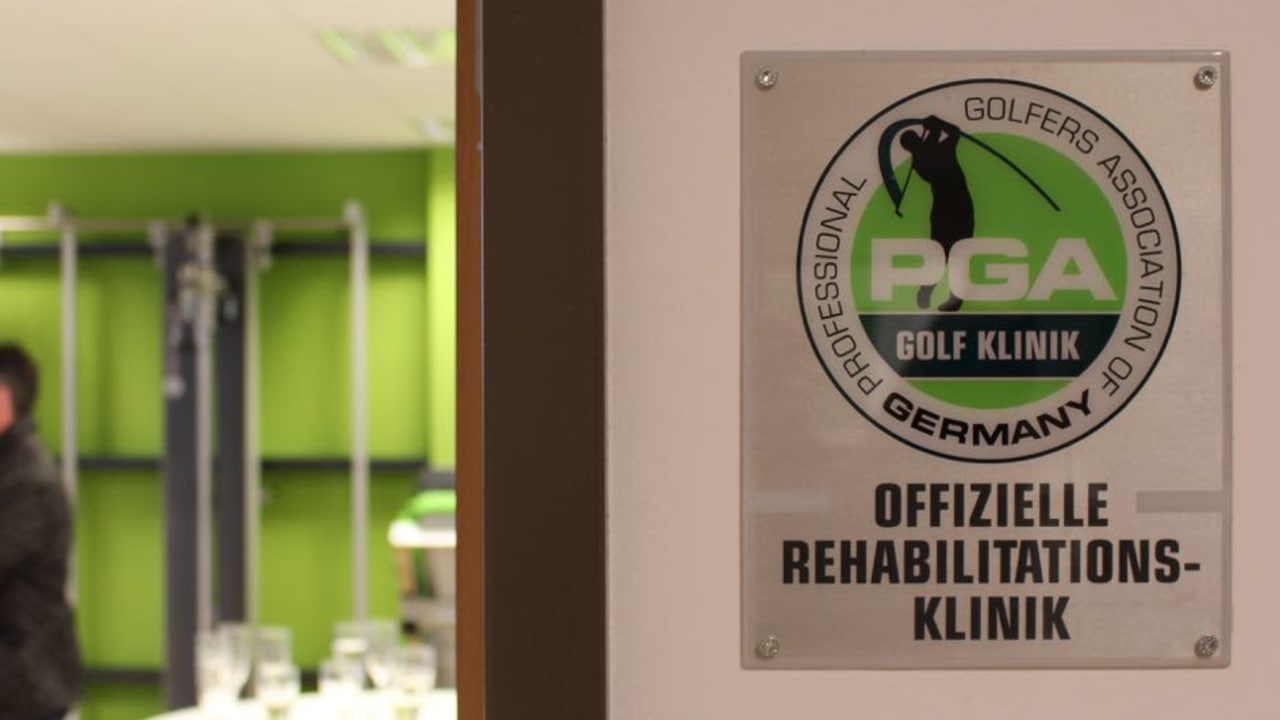 PROFESSIONAL GOLFERS ASSOCIATION OF
GERMANY
PGA
GOLF KLINIK
OFFIZIELLE
REHABILITATIONS-
KLINIK